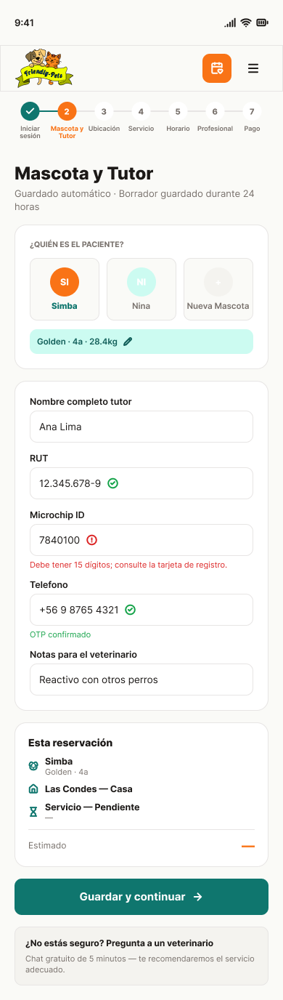 9:41
Friendly-Pets
2
3
4
5
6
7
Iniciar sesión
Mascota y Tutor
Ubicación
Servicio
Horario
Profesional
Pago
Mascota y Tutor
Guardado automático · Borrador guardado durante 24
horas
¿QUIÉN ES EL PACIENTE?
SI
NI
+
Simba
Nina
Nueva Mascota
Golden · 4a · 28.4kg
Nombre completo tutor
Ana Lima
RUT
12.345.678-9
Microchip ID
7840100
Debe tener 15 dígitos; consulte la tarjeta de registro.
Telefono
+56 9 8765 4321
OTP confirmado
Notas para el veterinario
Reactivo con otros perros
Esta reservación
Simba
Golden · 4a
Las Condes — Casa
Servicio — Pendiente
—
Estimado —
Guardar y continuar →
¿No estás seguro? Pregunta a un veterinario
Chat gratuito de 5 minutos — te recomendaremos el servicio
adecuado.